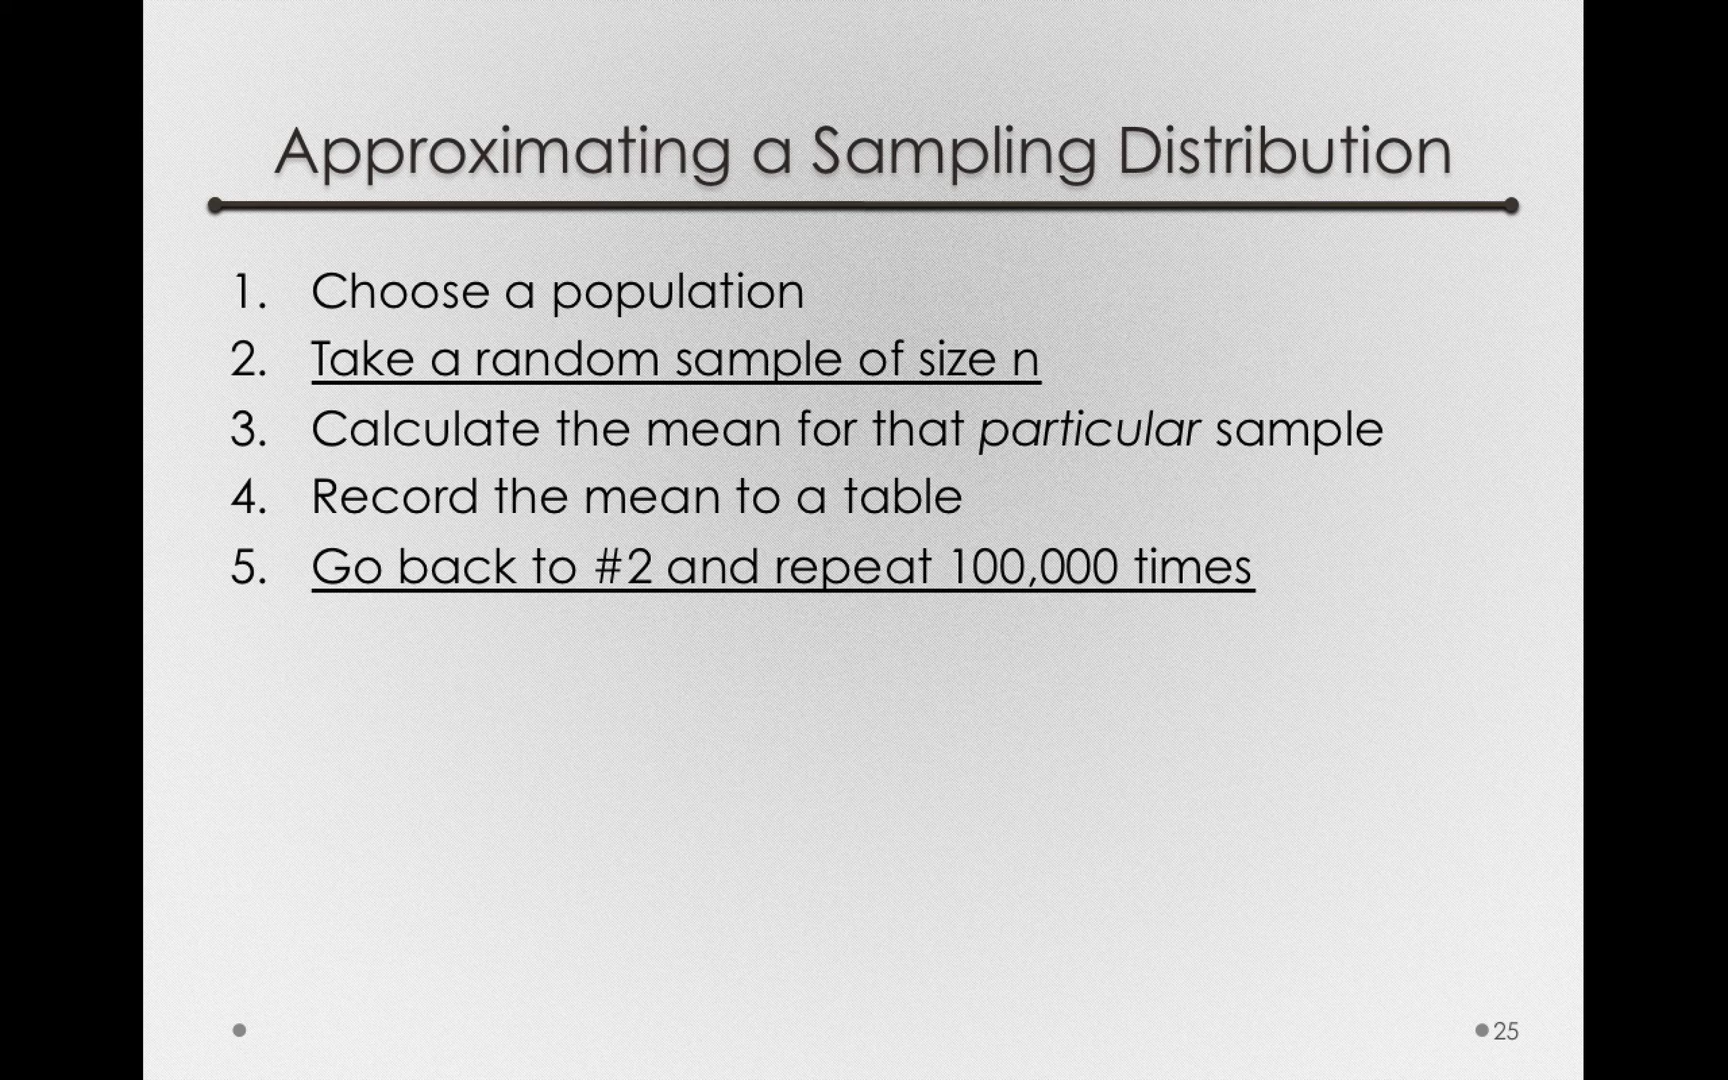 Approximating a Sampling Distribution
1. Choose a population
2. Take a random sample of size n
3. Calculate the mean for that particular sample
4. Record the mean to a table
5. Go back to #2 and repeat 100,000 times
25